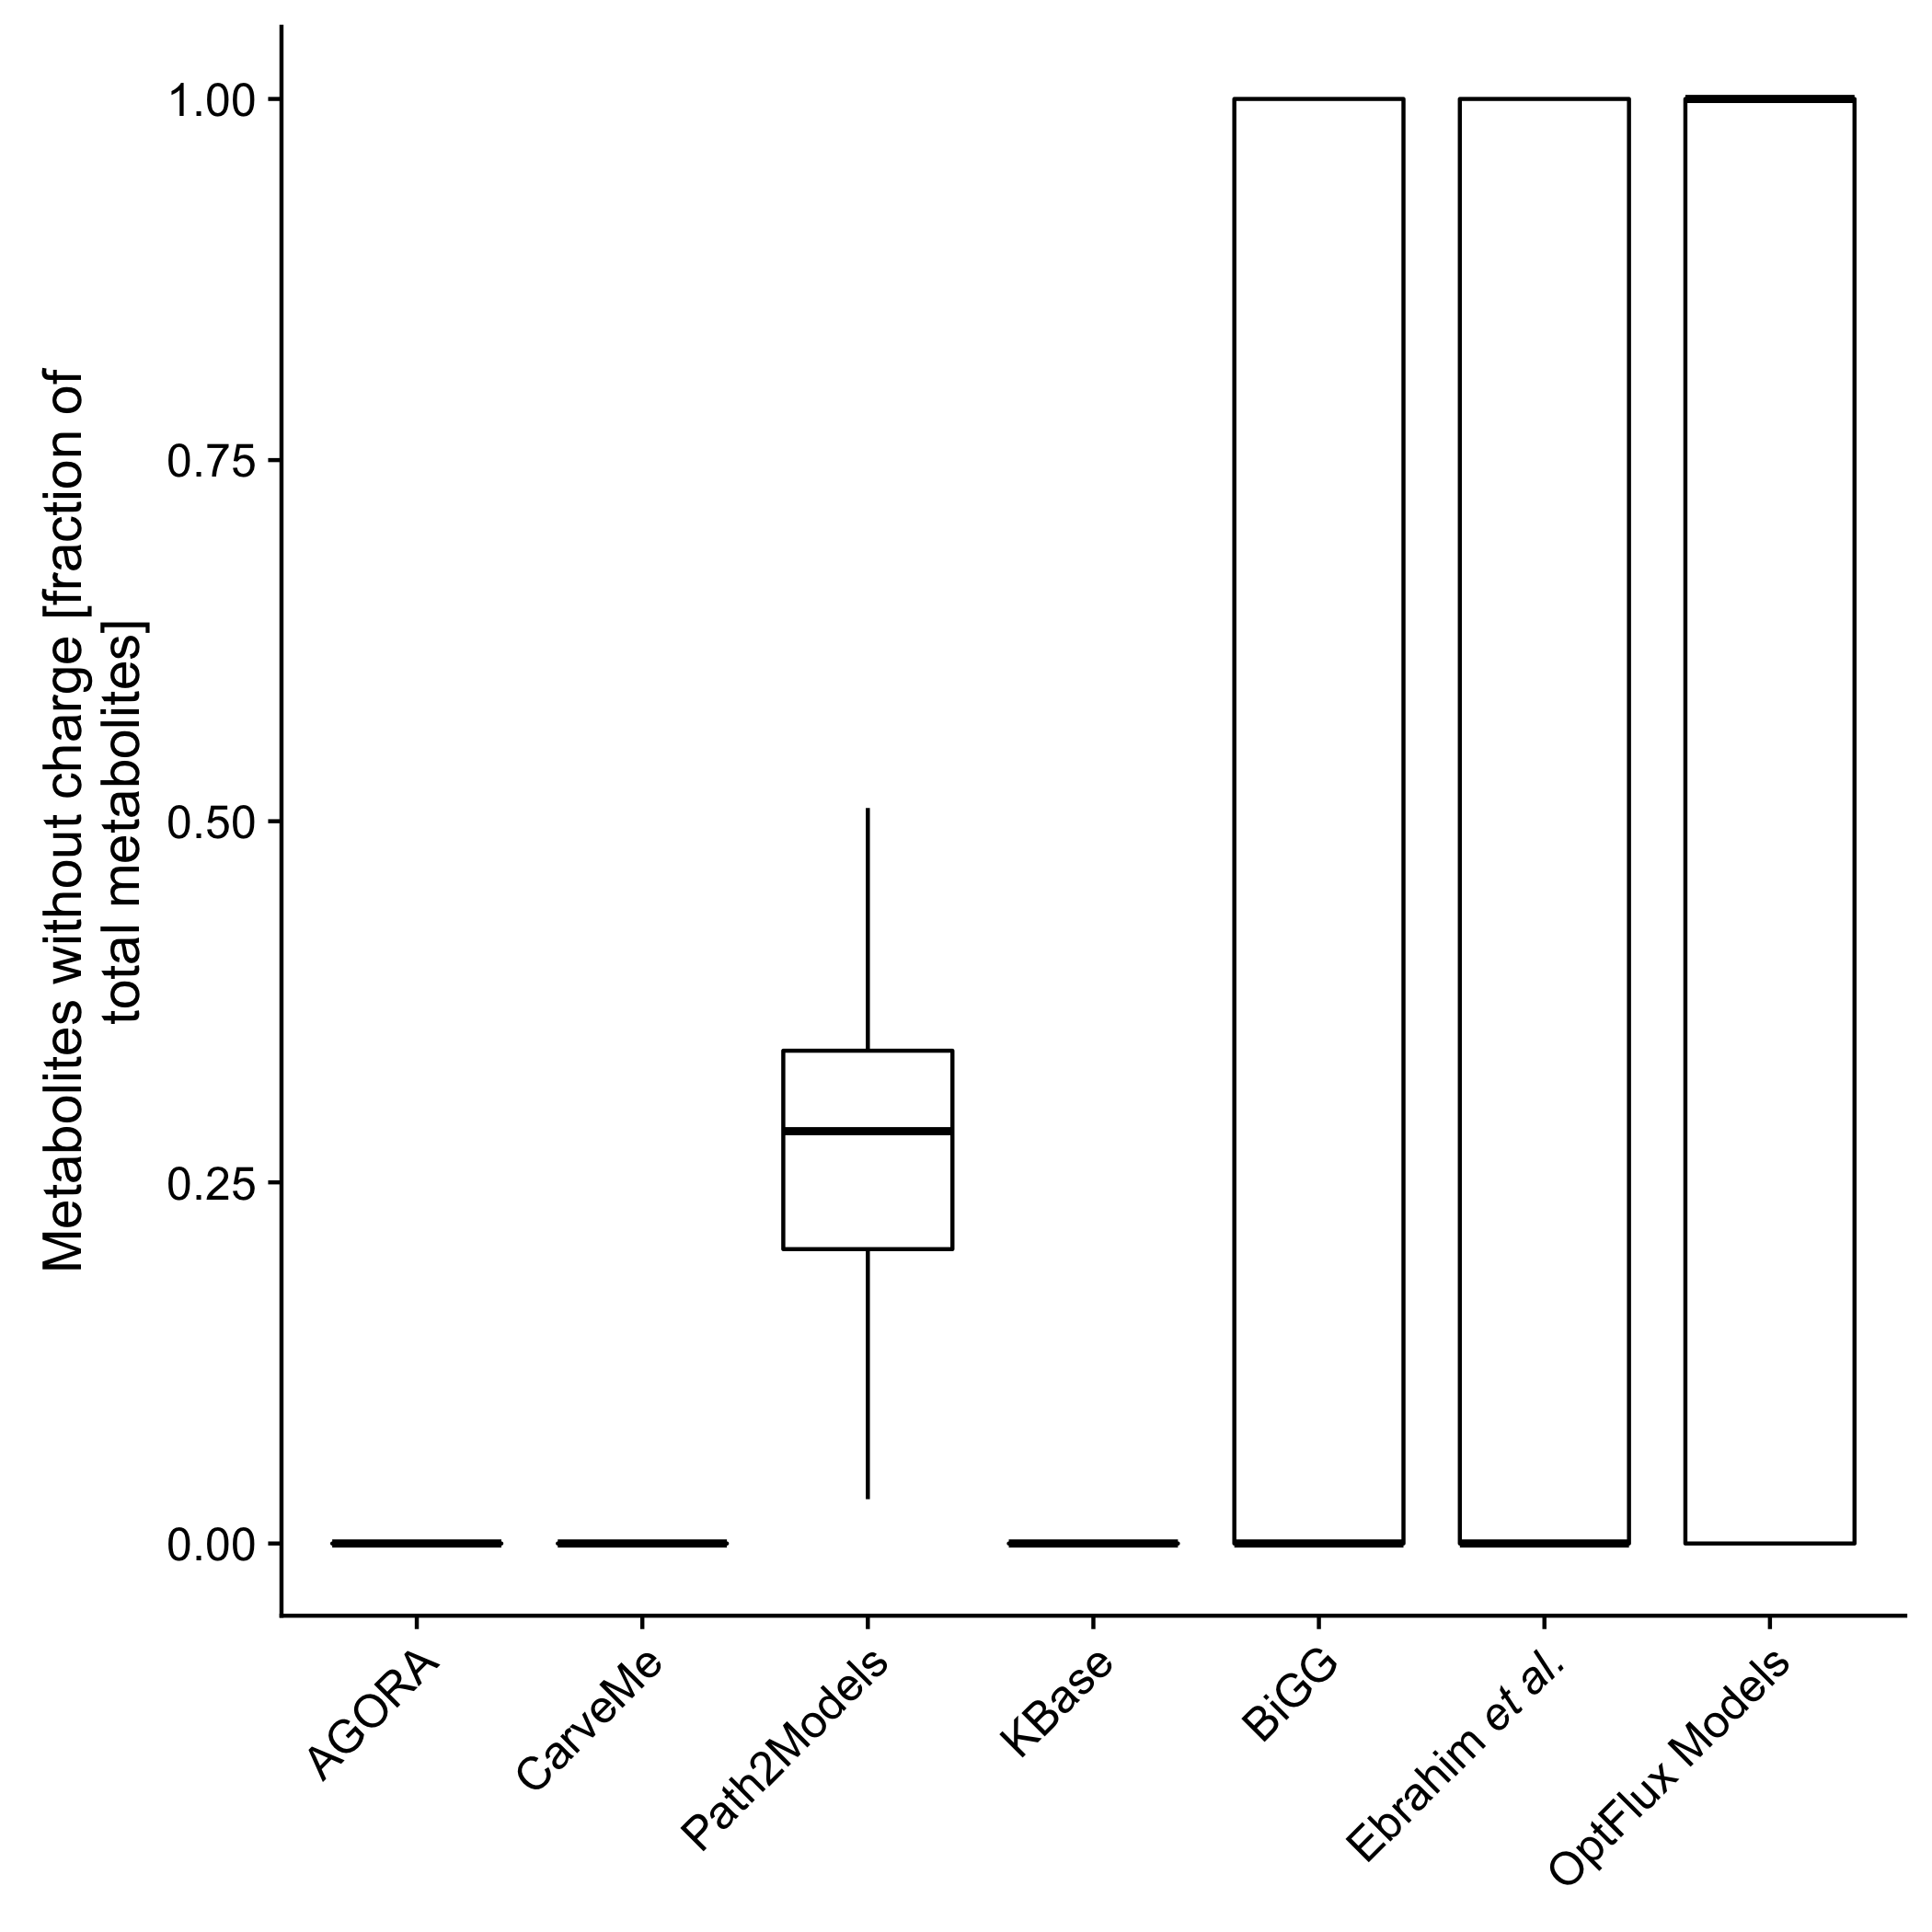 Metabolites without charge [fraction of
total metabolites]
1.00
0.75
0.50
0.25
0.00
AGORA
CarveMe
Path2Models
KBase
BiGG
Ebrahim et al.
OptFlux Models